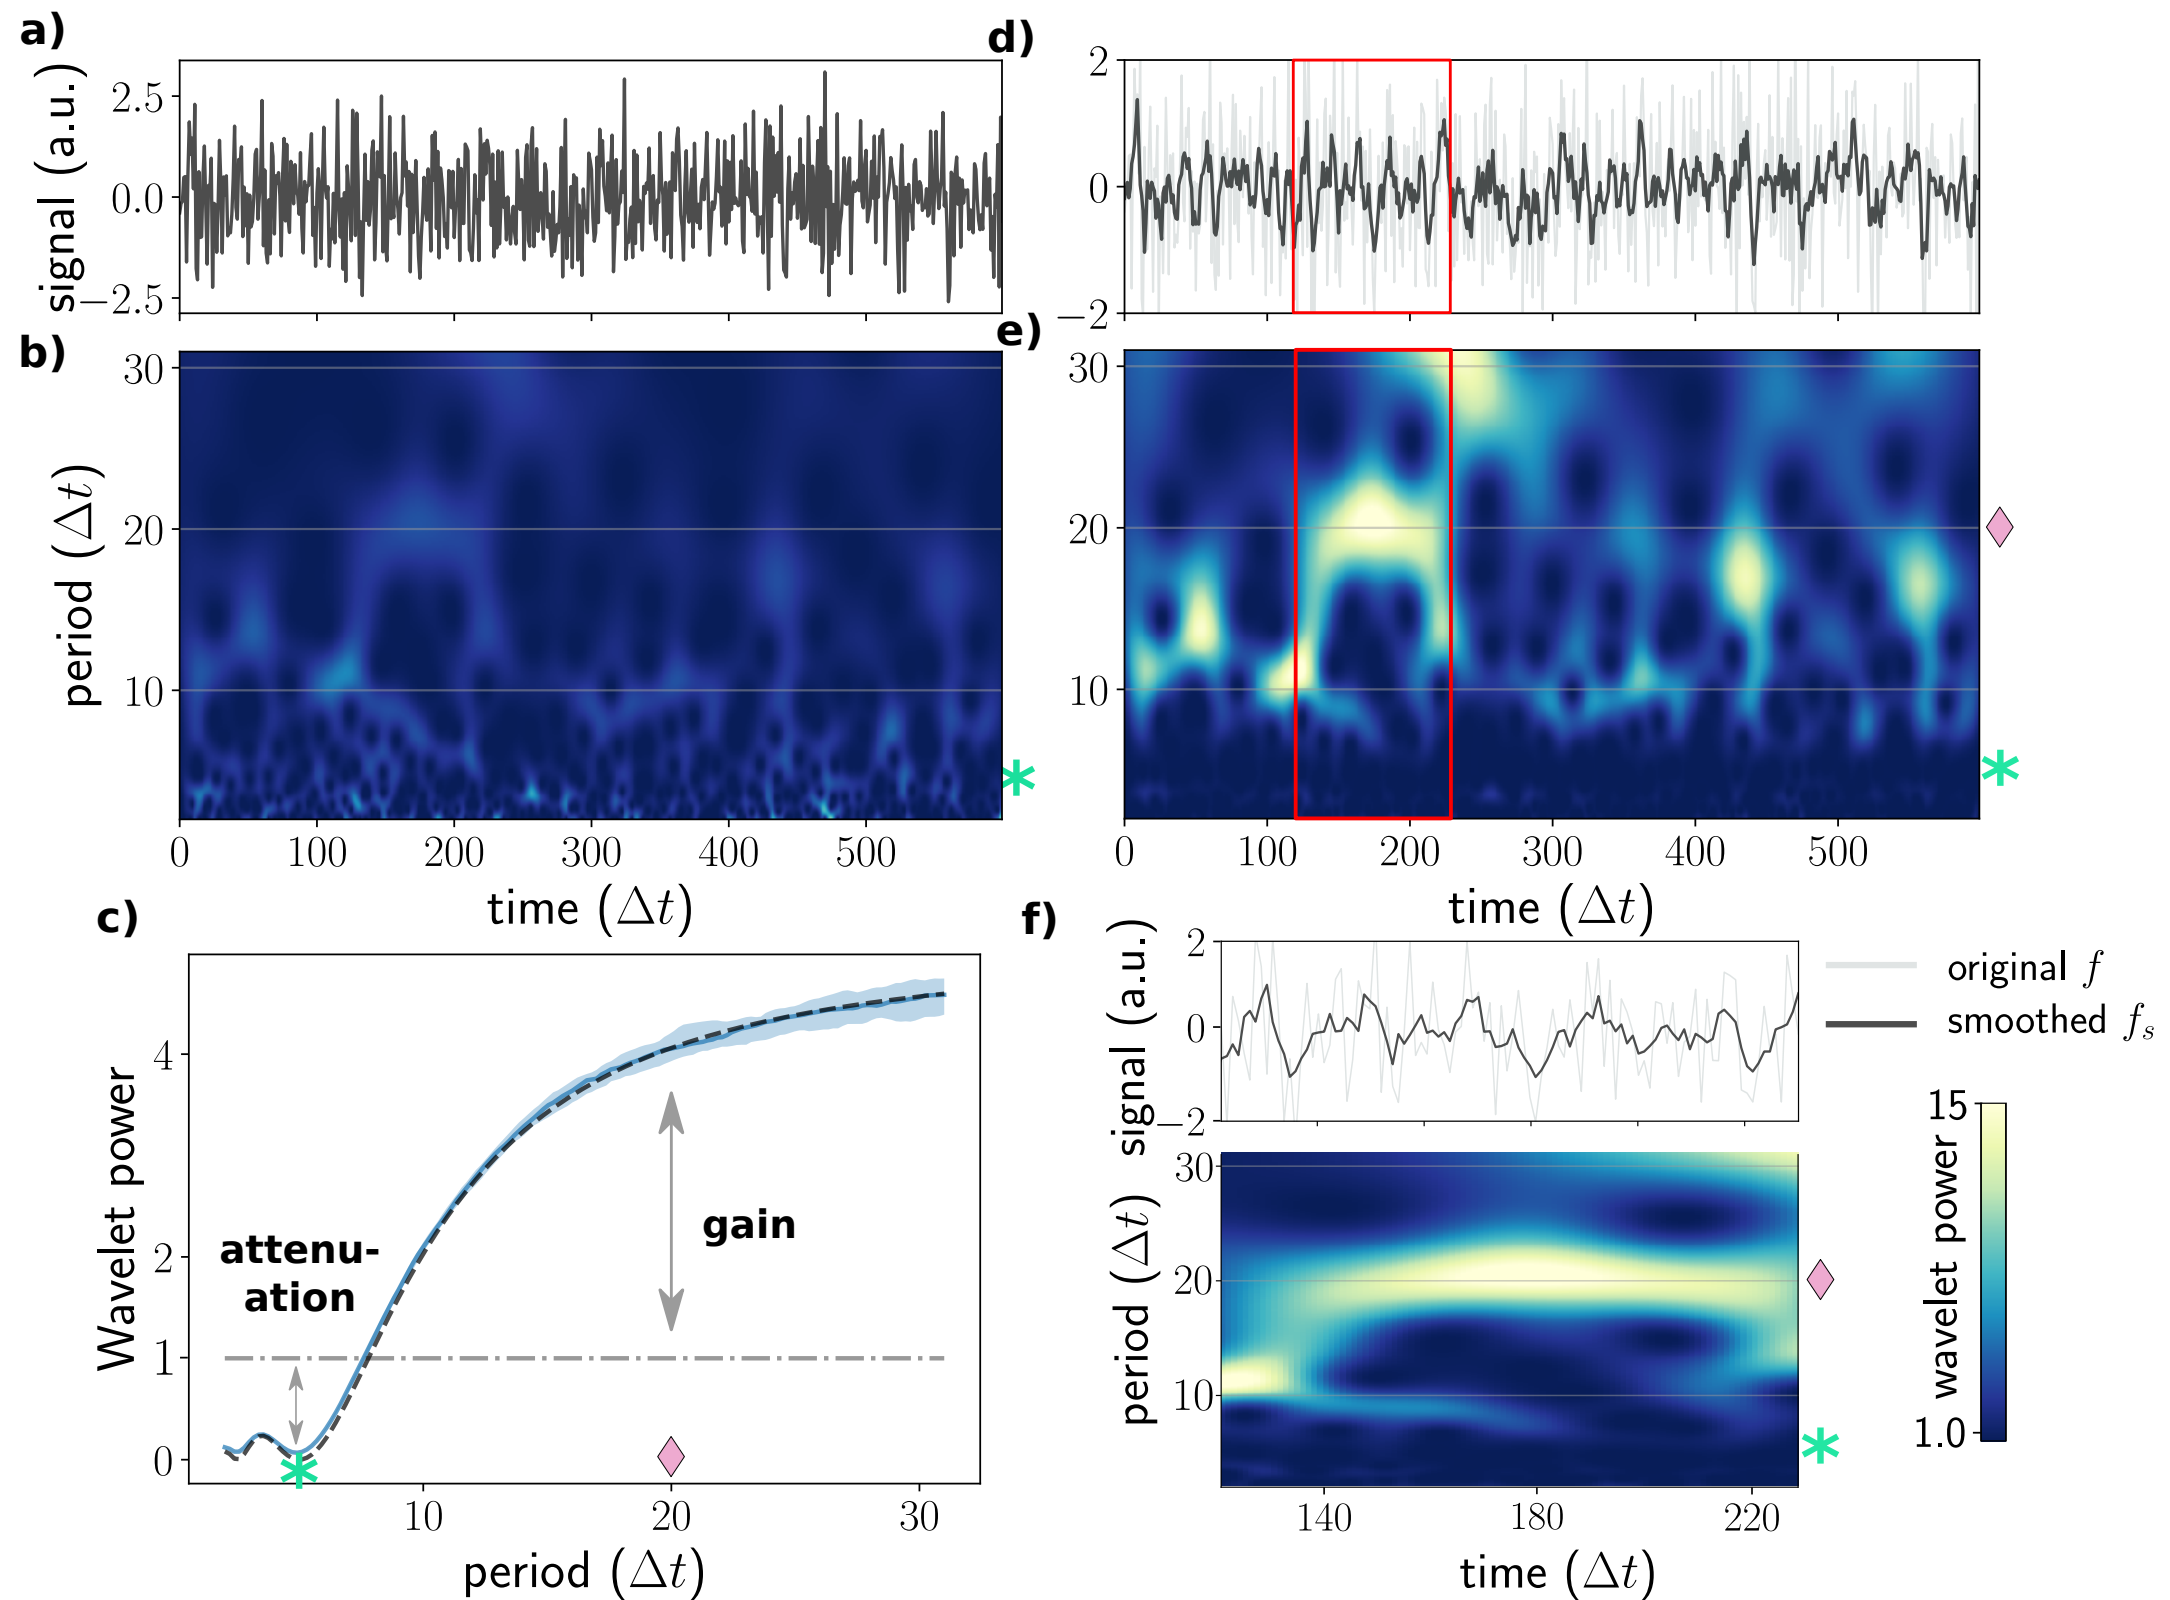 a)
signal (a.u.)
2.5
0.0
−2.5
b)
period (Δt)
30
20
10
0 100 200 300 400 500
time (Δt)
c)
Wavelet power
4
2
1
0
attenu-
ation
gain
10 20 30
period (Δt)
d)
2
0
−2
e)
30
20
10
0 100 200 300 400 500
time (Δt)
f)
signal (a.u.)
2
0
−2
original f
smoothed fₛ
period (Δt)
30
20
10
140 180 220
time (Δt)
wavelet power
15
1.0